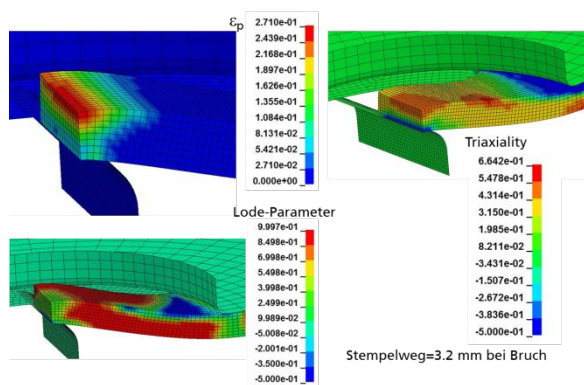 εp
2.710e-01
2.439e-01
2.168e-01
1.897e-01
1.626e-01
1.355e-01
1.084e-01
8.131e-02
5.421e-02
2.710e-02
0.000e+00
Triaxiality
6.642e-01
5.478e-01
4.314e-01
3.150e-01
1.985e-01
8.211e-02
-3.431e-02
-1.507e-01
-2.672e-01
-3.836e-01
-5.000e-01
Lode-Parameter
9.997e-01
8.498e-01
6.998e-01
5.498e-01
3.998e-01
2.499e-01
9.989e-02
-5.008e-02
-2.001e-01
-3.500e-01
-5.000e-01
Stempelweg=3.2 mm bei Bruch